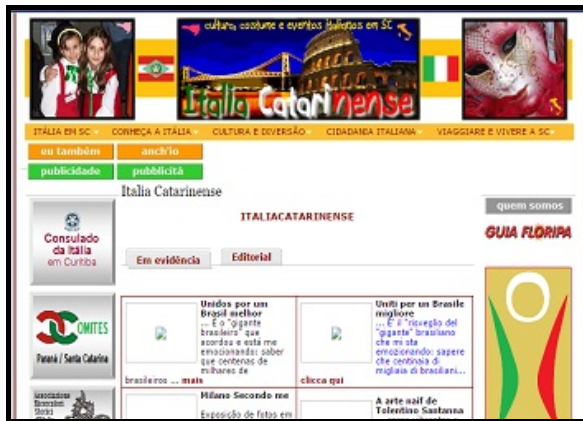 cultura, costume e eventos italianos em SC
Italia Catarinense
ITÁLIA EM SC
CONHEÇA A ITÁLIA
CULTURA E DIVERSÃO
CIDADANIA ITALIANA
VIAGGIARE E VIVERE A SC
eu também
anch'io
publicidade
pubblicità
Italia Catarinense
ITALIACATARINENSE
quem somos
GUIA FLORIPA
Consulado
da Itália
em Curitiba
Em evidência
Editorial
COMITES
Paraná / Santa Catarina
Unidos por um
Brasil melhor
... É o "gigante
brasileiro" que
acordou e está me
emocionando: saber
que centenas de
milhares de
brasileiros ... mais
Uniti per un Brasile
migliore
... E' il "risveglio del
"gigante" brasiliano
che mi sta
emozionando: sapere
che centinaia di
migliaia di brasiliani...
clicca qui
Milano Secondo me
Exposição de fotos em
A arte naif de
Tolentino Santanna